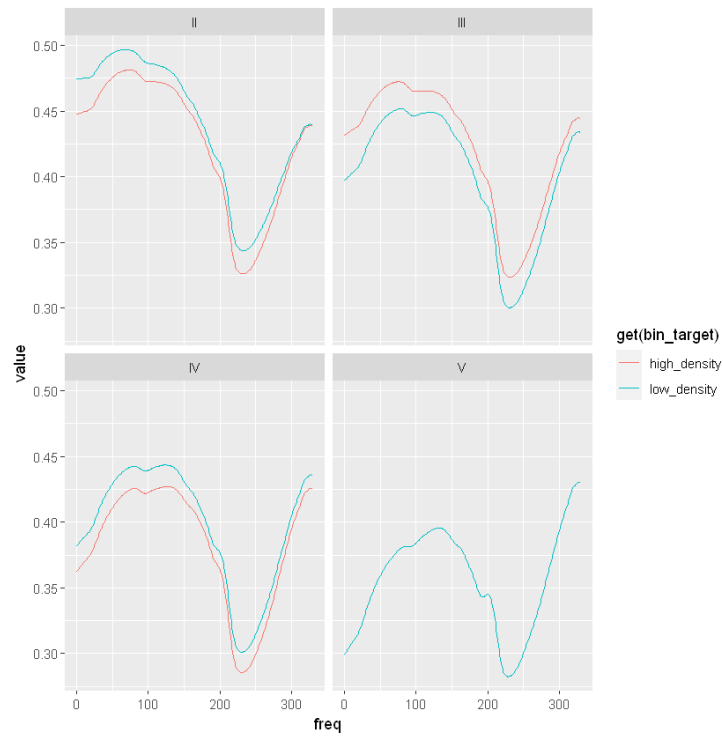 II
III
0.50
0.45
0.40
0.35
0.30
IV
V
0.50
0.45
0.40
0.35
0.30
0 100 200 300
0 100 200 300
freq
value
get(bin_target)
high_density
low_density